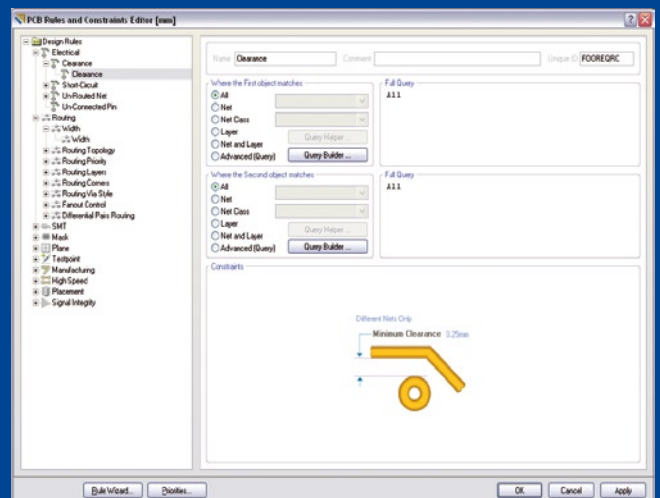 PCB Rules and Constraints Editor [mm]
Design Rules
Electrical
Clearance
Clearance
Short-Circuit
Un-Routed Net
Un-Connected Pin
Routing
Width
Width
Routing Topology
Routing Priority
Routing Layers
Routing Corners
Routing Via Style
Fanout Control
Differential Pairs Routing
SMT
Mask
Plane
Testpoint
Manufacturing
High Speed
Placement
Signal Integrity
Name Clearance Comment Unique ID FOOREQRC
Where the First object matches
All
Net
Net Class
Layer
Net and Layer
Advanced (Query)
Query Helper ...
Query Builder ...
Full Query
All
Where the Second object matches
All
Net
Net Class
Layer
Net and Layer
Advanced (Query)
Query Helper ...
Query Builder ...
Full Query
All
Constraints
Different Nets Only
Minimum Clearance 0.25mm
Rule Wizard... Priorities... OK Cancel Apply